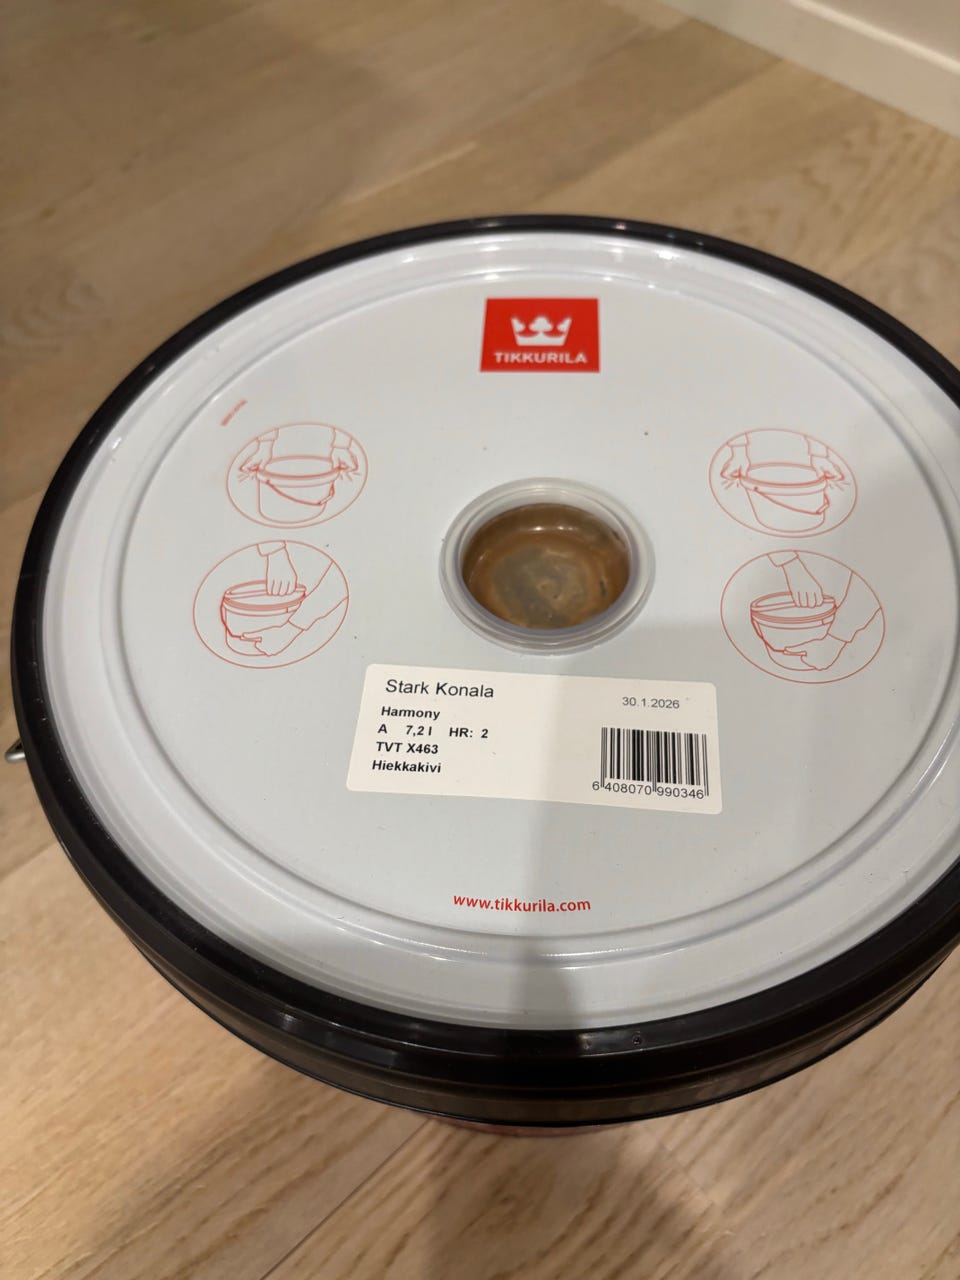 TIKKURILA
Stark Konala
30.1.2026
Harmony
A 7,2 l HR: 2
TVT X463
Hiekkakivi
6 408070 990346
www.tikkurila.com